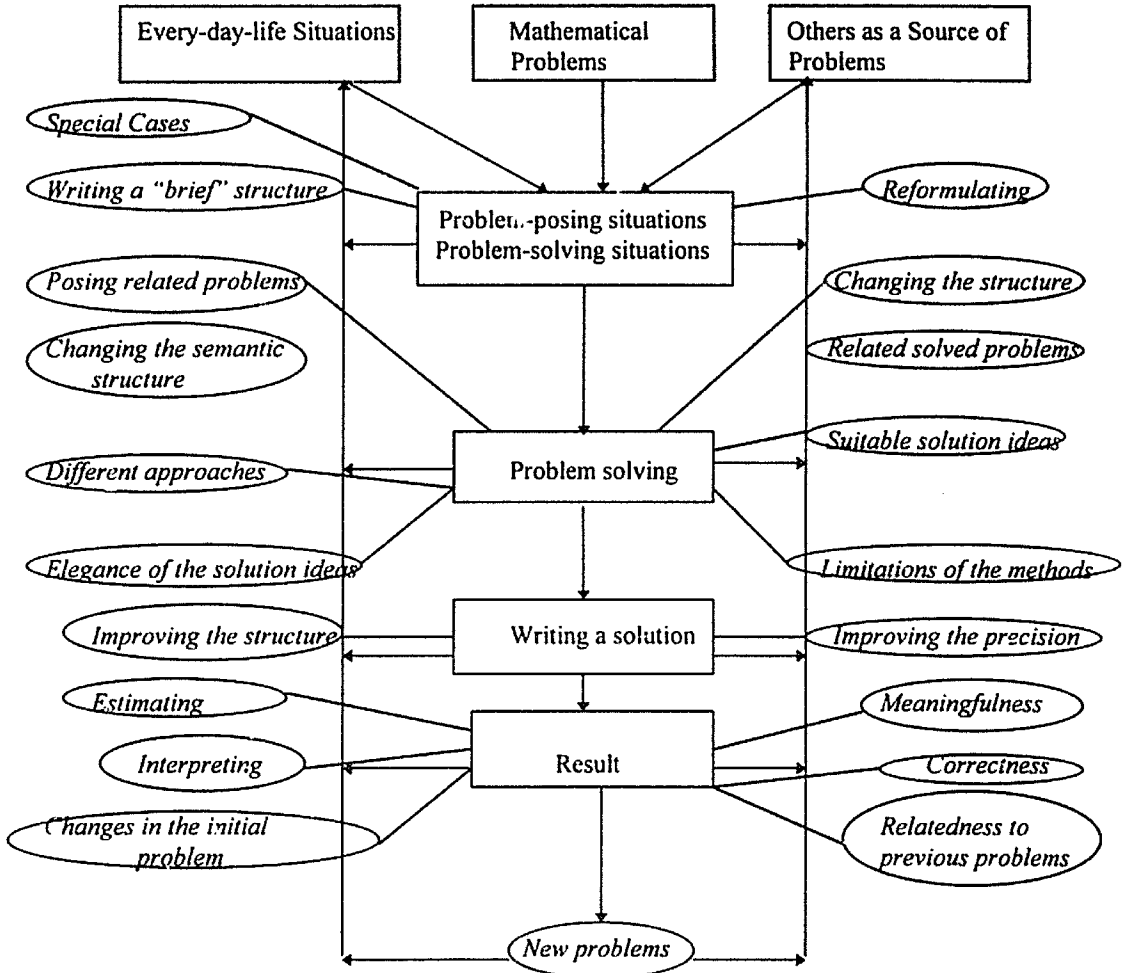 Every-day-life Situations
Mathematical
Problems
Others as a Source of
Problems
Special Cases
Writing a “brief” structure
Reformulating
Problem-posing situations
Problem-solving situations
Posing related problems
Changing the structure
Changing the semantic
structure
Related solved problems
Suitable solution ideas
Problem solving
Different approaches
Elegance of the solution ideas
Limitations of the methods
Improving the structure
Writing a solution
Improving the precision
Estimating
Meaningfulness
Interpreting
Result
Correctness
Changes in the initial
problem
Relatedness to
previous problems
New problems